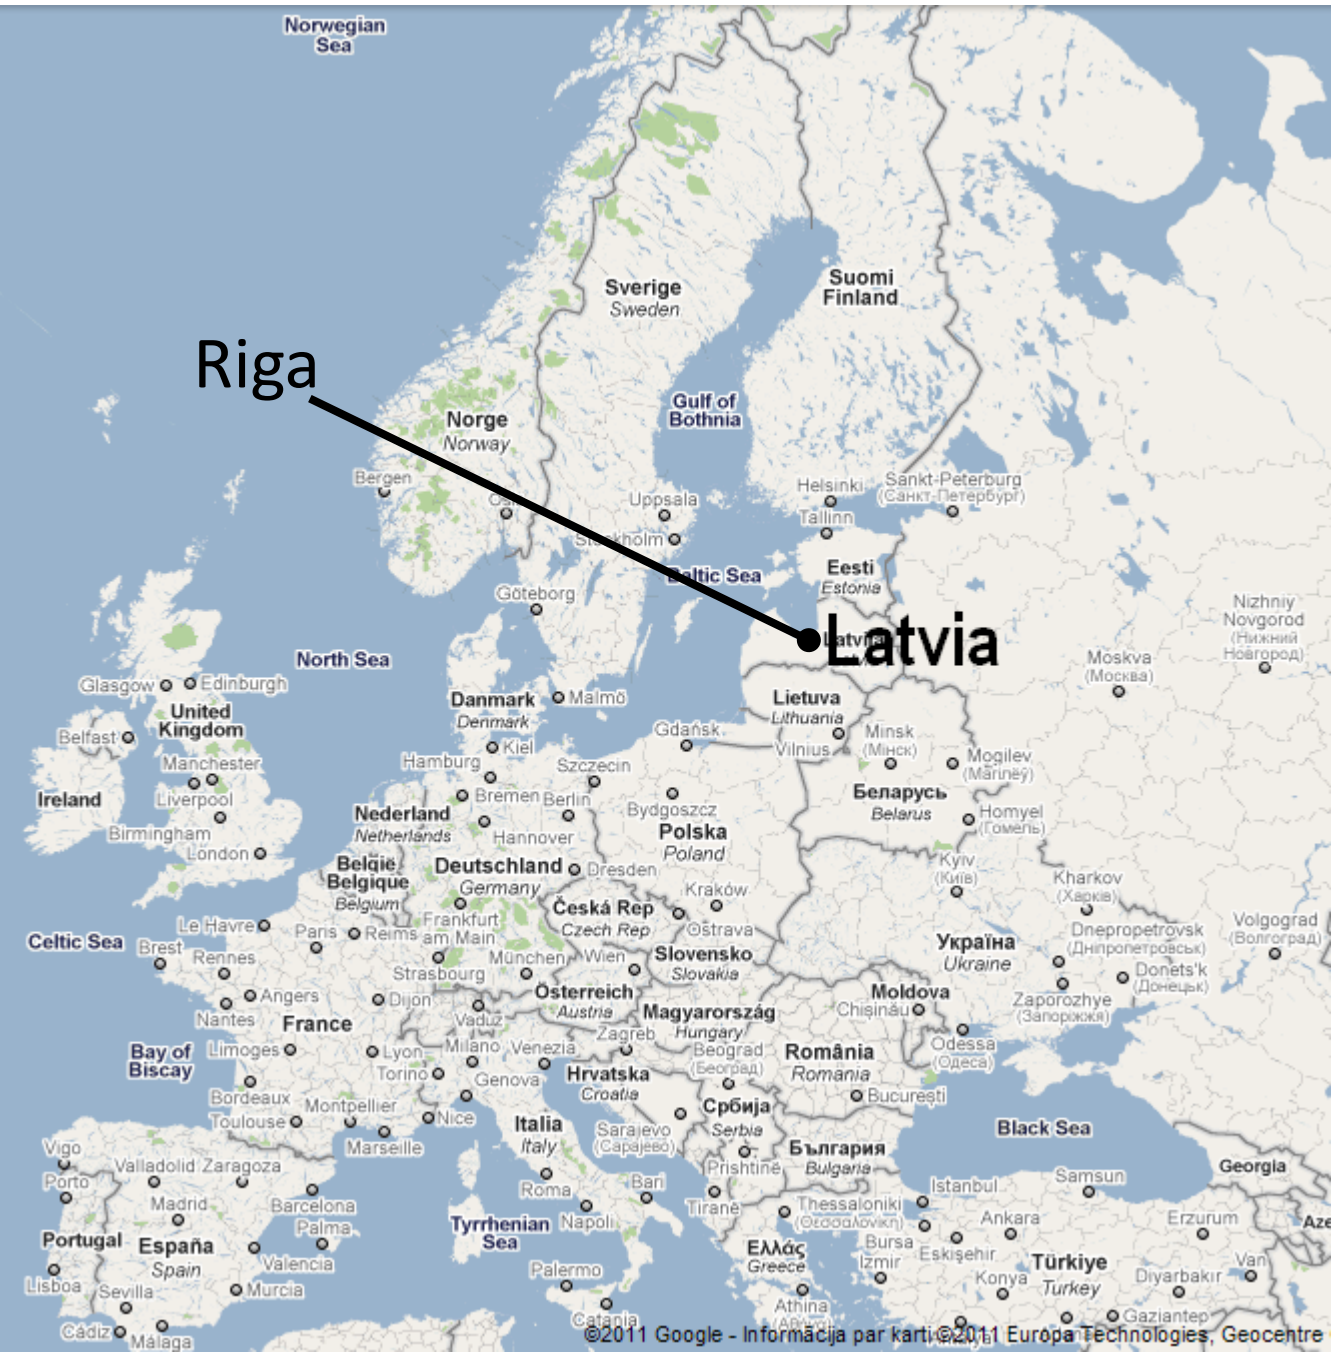 Norwegian
Sea
Sverige
Sweden
Suomi
Finland
Riga
Gulf of
Bothnia
Norge
Norway
Bergen
Helsinki
Sankt-Peterburg
(Санкт-Петербург)
Uppsala
Tallinn
Stockholm
Baltic Sea
Eesti
Estonia
Göteborg
Nizhniy
Novgorod
(Нижний
Новгород)
Latvia
Moskva
(Москва)
North Sea
Glasgow
Edinburgh
Danmark
Denmark
Malmö
Lietuva
Lithuania
United
Kingdom
Belfast
Kiel
Gdańsk
Vilnius
Minsk
(Мінск)
Manchester
Hamburg
Szczecin
Mogilev
Ireland
Liverpool
Bremen
Berlin
Беларусь
Belarus
Nederland
Netherlands
Bydgoszcz
Homyel
(Гомель)
Birmingham
Hannover
Polska
Poland
London
België
Belgique
Belgium
Deutschland
Germany
Dresden
Kyiv
(Київ)
Kharkov
(Харків)
Kraków
Česká Rep
Czech Rep
Le Havre
Paris
Reims
Frankfurt
am Main
Ostrava
Dnepropetrovsk
(Дніпропетровськ)
Volgograd
(Волгоград)
Celtic Sea
Brest
Rennes
München
Wien
Slovensko
Slovakia
Україна
Ukraine
Strasbourg
Donets'k
(Донецьк)
Angers
Dijon
Österreich
Austria
Moldova
Chişinău
Zaporozhye
(Запоріжжя)
Nantes
France
Vaduz
Magyarország
Hungary
Zagreb
Odessa
(Одеса)
Bay of
Biscay
Limoges
Lyon
Milano
Venezia
Beograd
(Београд)
România
Romania
Torino
Genova
Hrvatska
Croatia
Bordeaux
Bucureşti
Montpellier
Србија
Serbia
Toulouse
Nice
Italia
Italy
Sarajevo
(Сарајево)
Black Sea
Marseille
България
Bulgaria
Vigo
Valladolid
Zaragoza
Prishtinë
Georgia
Porto
Roma
Bari
Tiranë
Istanbul
Samsun
Madrid
Barcelona
Thessaloniki
(Θεσσαλονίκη)
Palma
Tyrrhenian
Sea
Napoli
Ankara
Erzurum
Aze
Portugal
España
Spain
Ελλάς
Greece
Bursa
Eskişehir
Valencia
Izmir
Türkiye
Turkey
Van
Lisboa
Sevilla
Murcia
Palermo
Konya
Diyarbakır
Athina
Catania
Gaziantep
Cádiz
Málaga
©2011 Google - Informācija par karti ©2011 Europa Technologies, Geocentre